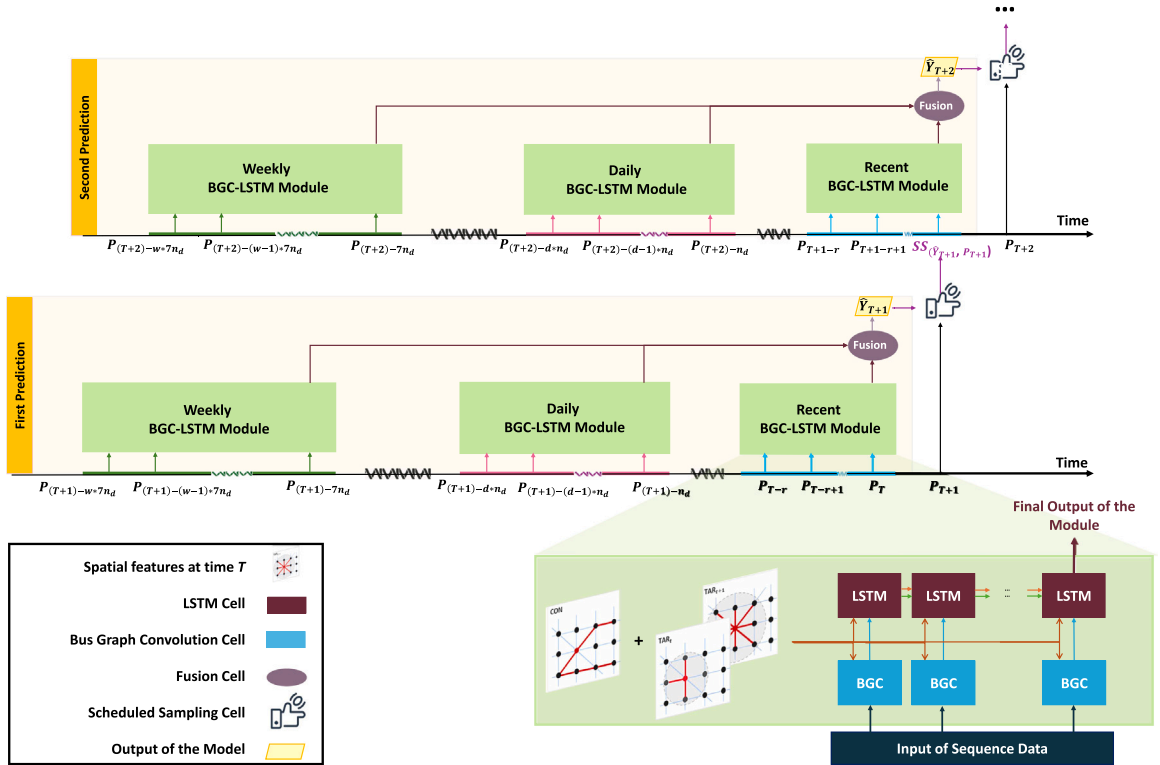 ...
Second Prediction
Ŷ_{T+2}
Fusion
Weekly
BGC-LSTM Module
Daily
BGC-LSTM Module
Recent
BGC-LSTM Module
Time
P_{(T+2)−w*7n_d}
P_{(T+2)−(w−1)*7n_d}
P_{(T+2)−7n_d}
P_{(T+2)−d*n_d}
P_{(T+2)−(d−1)*n_d}
P_{(T+2)−n_d}
P_{T+1−r}
P_{T+1−r+1}
SS_{(Ŷ_{T+1}, P_{T+1})}
P_{T+2}
First Prediction
Ŷ_{T+1}
Fusion
Weekly
BGC-LSTM Module
Daily
BGC-LSTM Module
Recent
BGC-LSTM Module
Time
P_{(T+1)−w*7n_d}
P_{(T+1)−(w−1)*7n_d}
P_{(T+1)−7n_d}
P_{(T+1)−d*n_d}
P_{(T+1)−(d−1)*n_d}
P_{(T+1)−n_d}
P_{T−r}
P_{T−r+1}
P_T
P_{T+1}
Final Output of the
Module
Spatial features at time T
LSTM Cell
Bus Graph Convolution Cell
Fusion Cell
Scheduled Sampling Cell
Output of the Model
CON
+
TAR_{t+1}
TAR_t
LSTM
LSTM
...
LSTM
BGC
BGC
BGC
Input of Sequence Data